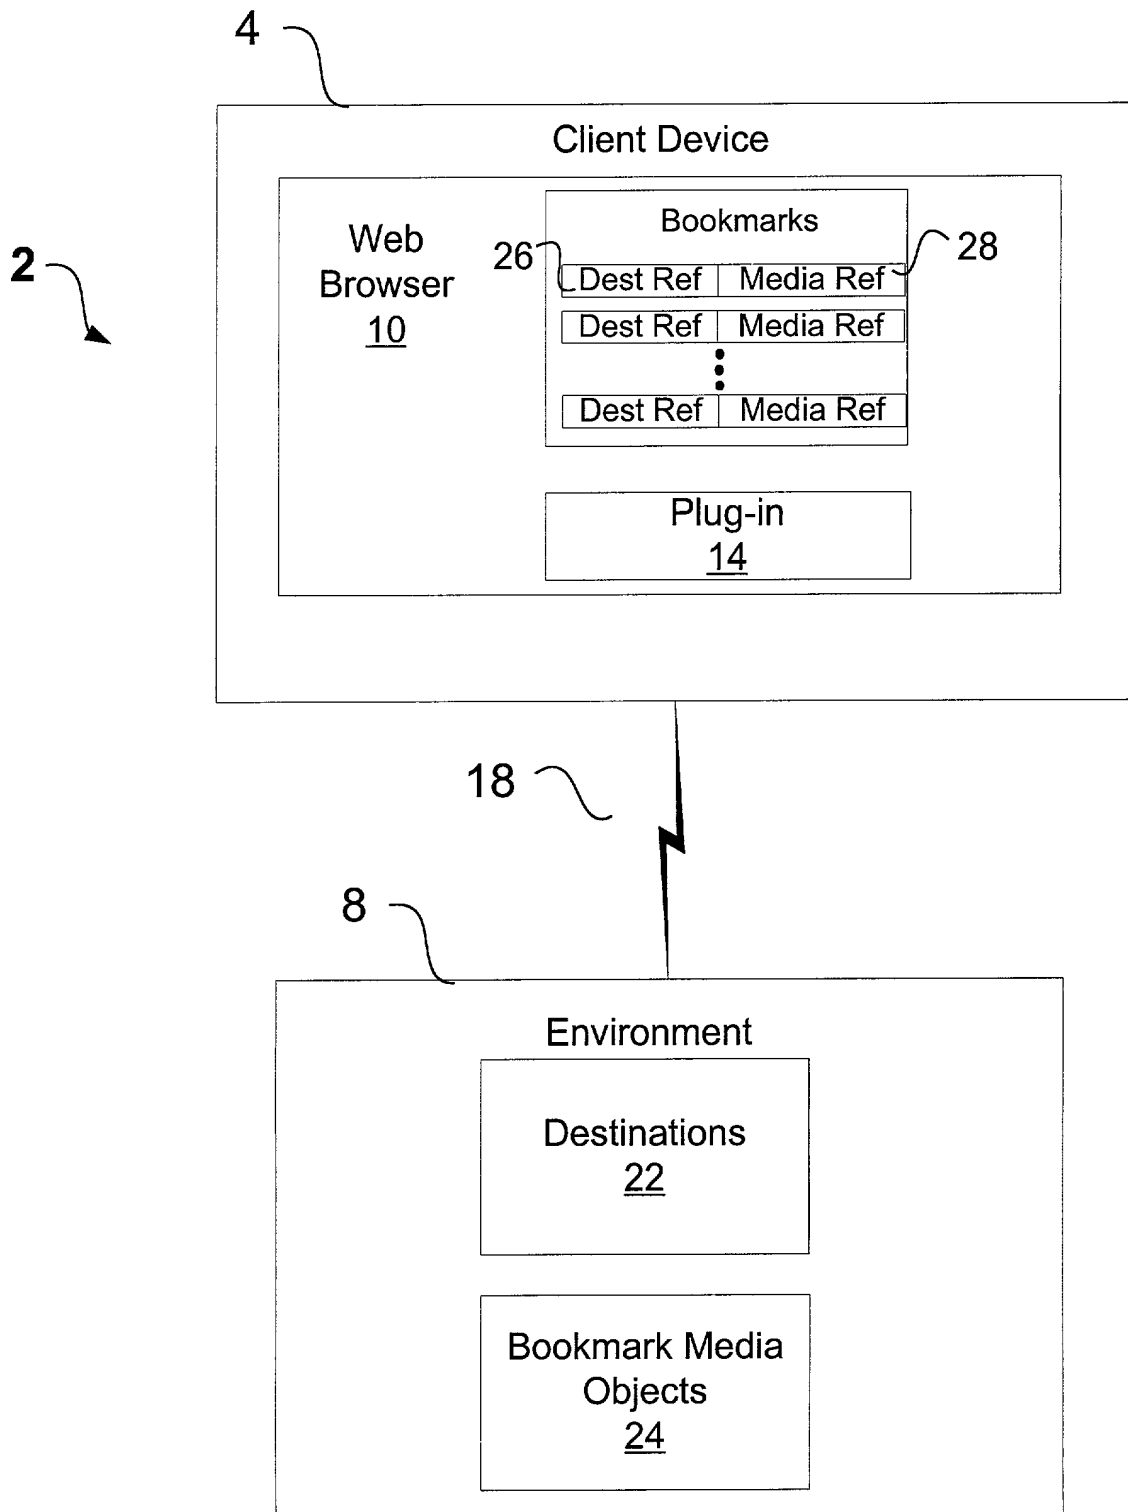 4
Client Device
2
Web
Browser
10
Bookmarks
26
28
Dest Ref Media Ref
Dest Ref Media Ref
Dest Ref Media Ref
Plug-in
14
18
8
Environment
Destinations
22
Bookmark Media
Objects
24